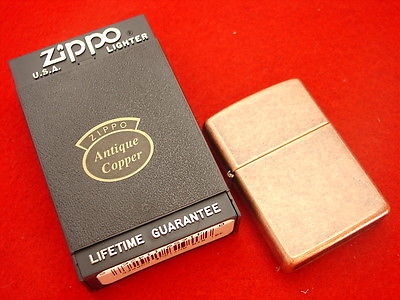 Zippo
U.S.A. LIGHTER
ZIPPO
Antique
Copper
LIFETIME GUARANTEE